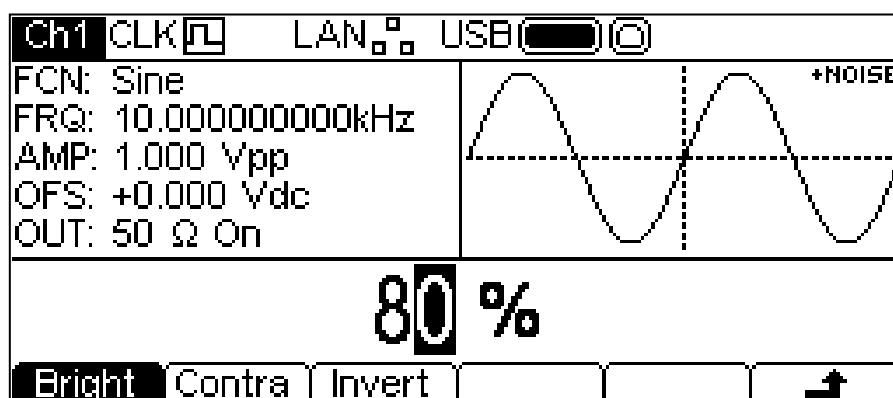 Ch1 CLK LAN USB
FCN: Sine
FRQ: 10.000000000kHz
AMP: 1.000 Vpp
OFS: +0.000 Vdc
OUT: 50 Ω On
+NOISE
80 %
Bright Contra Invert